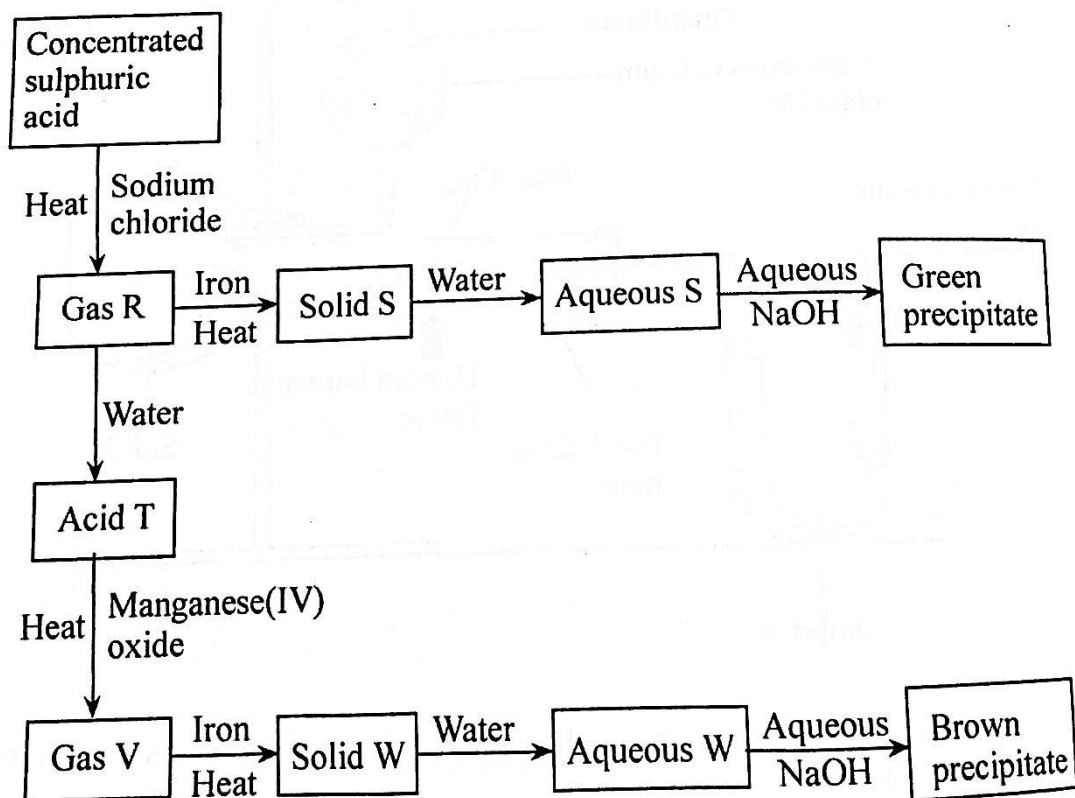 Concentrated
sulphuric
acid
Heat
Sodium
chloride
Gas R
Iron
Heat
Solid S
Water
Aqueous S
Aqueous
NaOH
Green
precipitate
Water
Acid T
Heat
Manganese(IV)
oxide
Gas V
Iron
Heat
Solid W
Water
Aqueous W
Aqueous
NaOH
Brown
precipitate